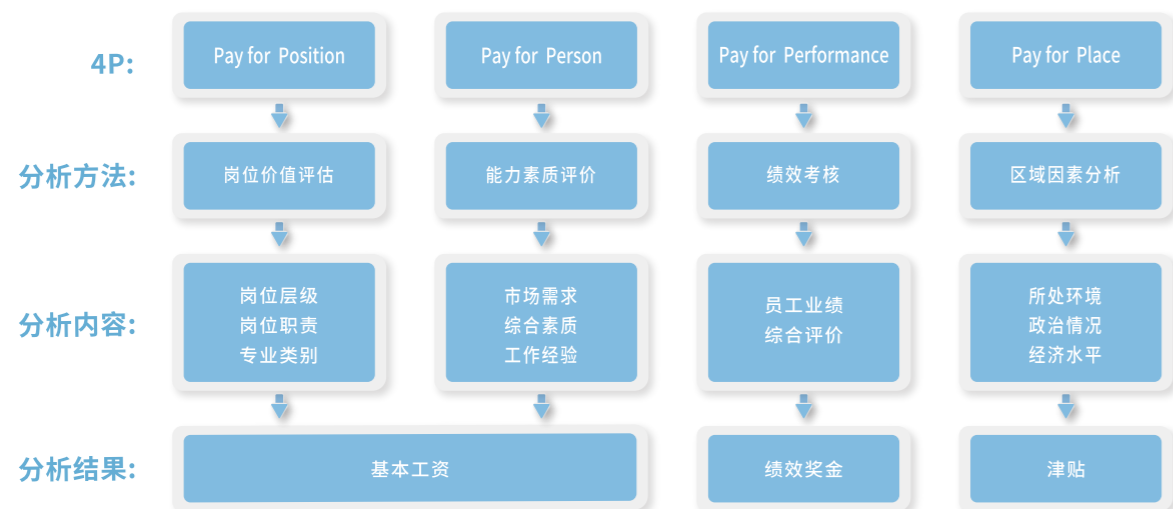 4P:
Pay for Position
Pay for Person
Pay for Performance
Pay for Place
分析方法:
岗位价值评估
能力素质评价
绩效考核
区域因素分析
分析内容:
岗位层级
岗位职责
专业类别
市场需求
综合素质
工作经验
员工业绩
综合评价
所处环境
政治情况
经济水平
分析结果:
基本工资
绩效奖金
津贴